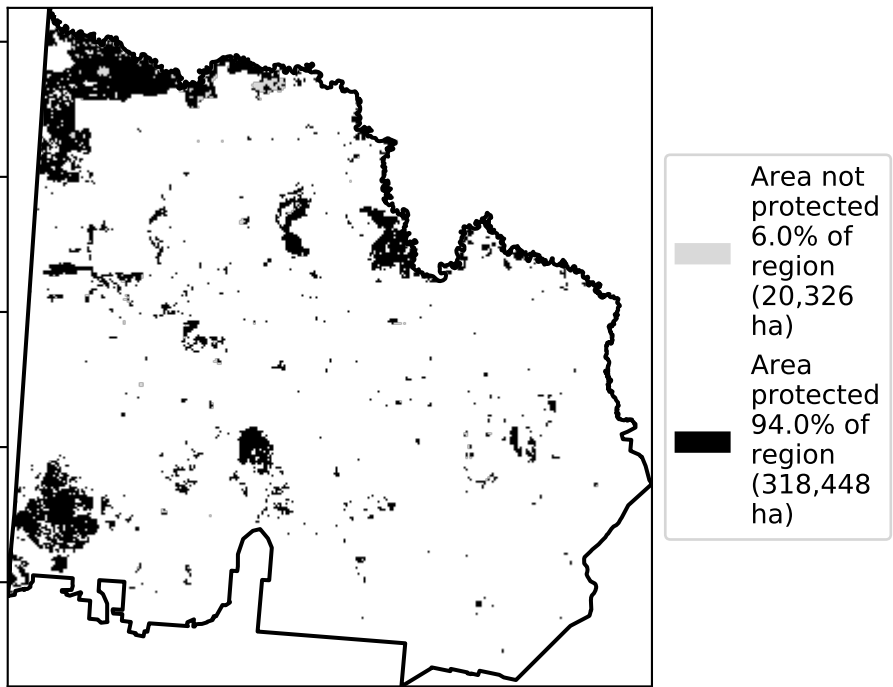 Area not
protected
6.0% of
region
(20,326
ha)
Area
protected
94.0% of
region
(318,448
ha)